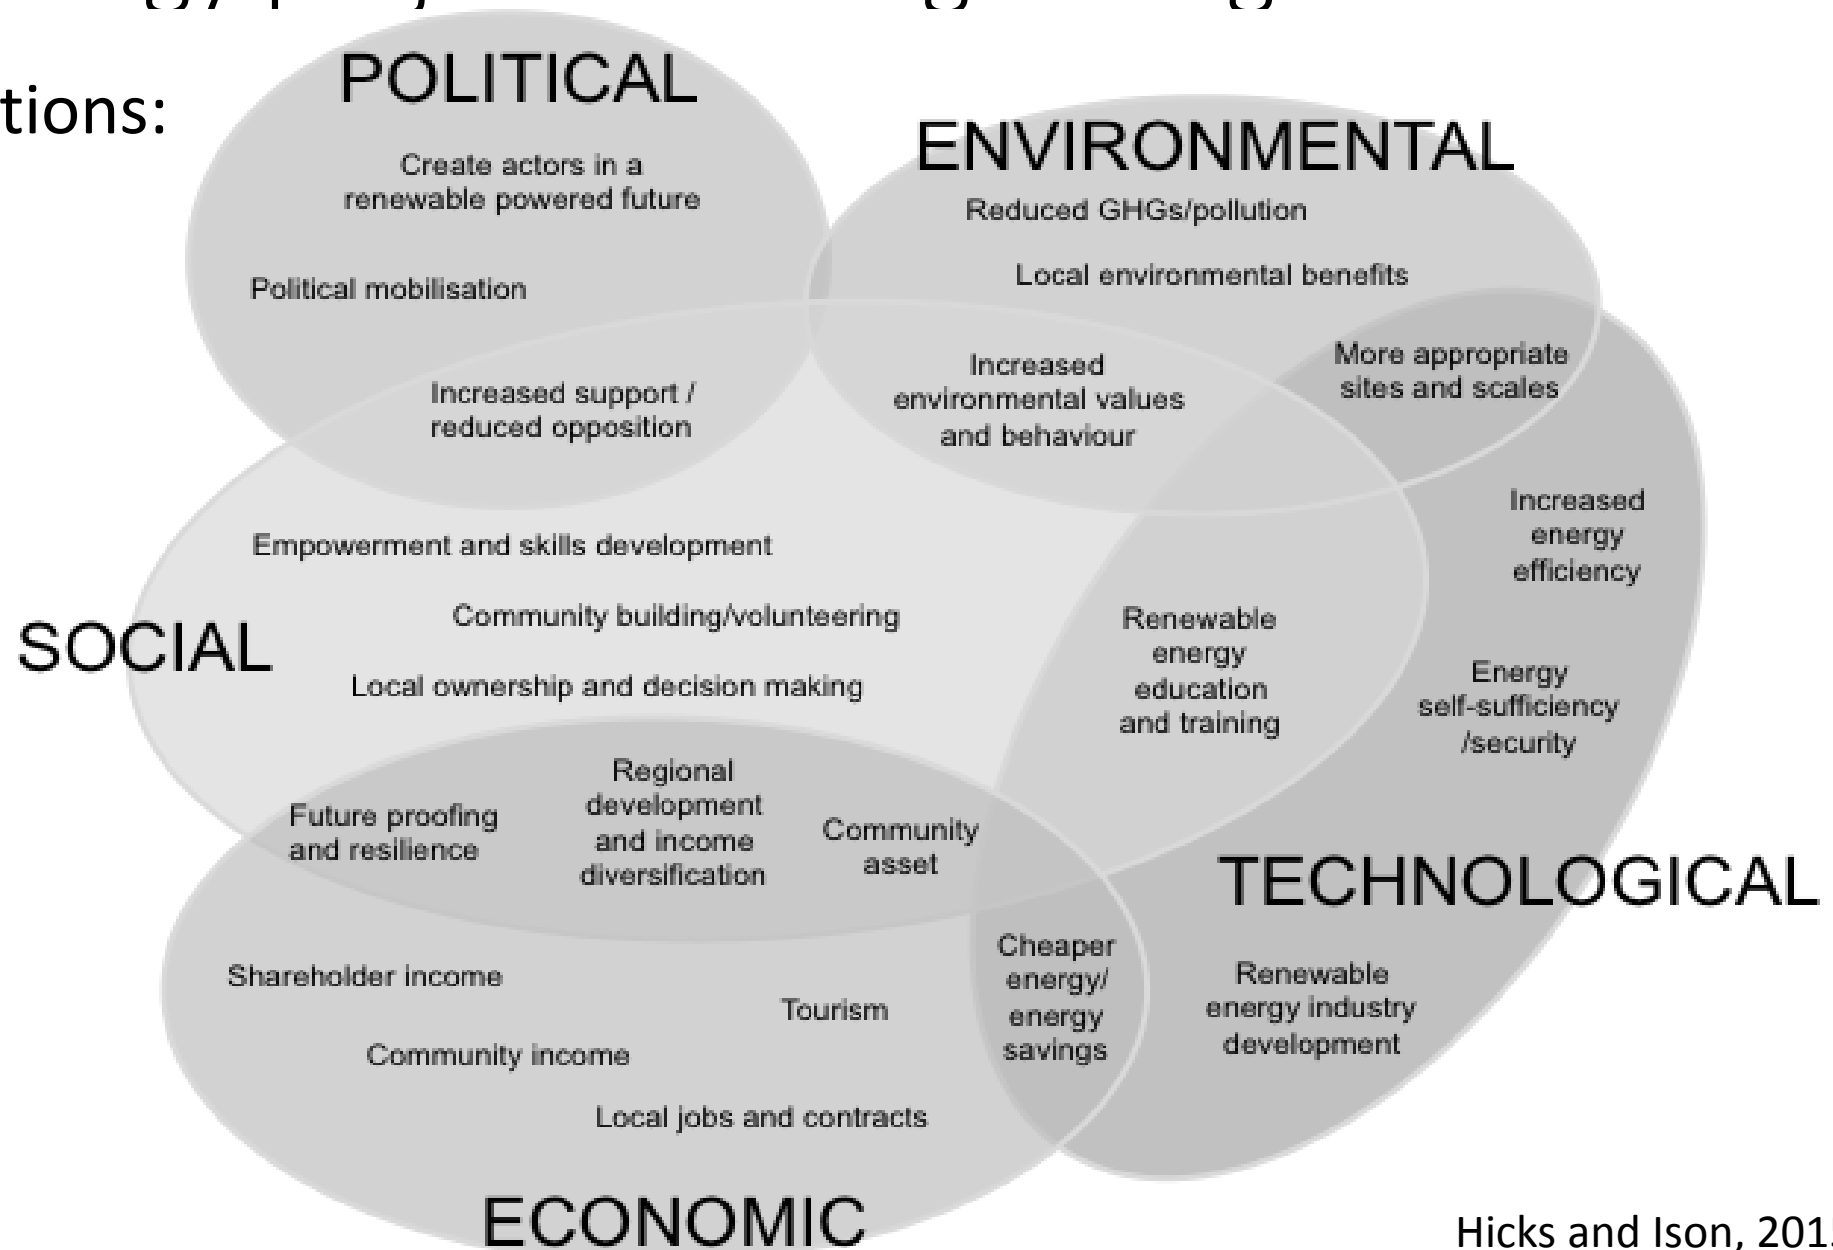 tions:
POLITICAL
Create actors in a
renewable powered future
Political mobilisation
Increased support /
reduced opposition
ENVIRONMENTAL
Reduced GHGs/pollution
Local environmental benefits
Increased
environmental values
and behaviour
More appropriate
sites and scales
SOCIAL
Empowerment and skills development
Community building/volunteering
Local ownership and decision making
Renewable
energy
education
and training
Increased
energy
efficiency
Energy
self-sufficiency
/security
TECHNOLOGICAL
Renewable
energy industry
development
Future proofing
and resilience
Regional
development
and income
diversification
Community
asset
Cheaper
energy/
energy
savings
Shareholder income
Tourism
Community income
Local jobs and contracts
ECONOMIC
Hicks and Ison, 201